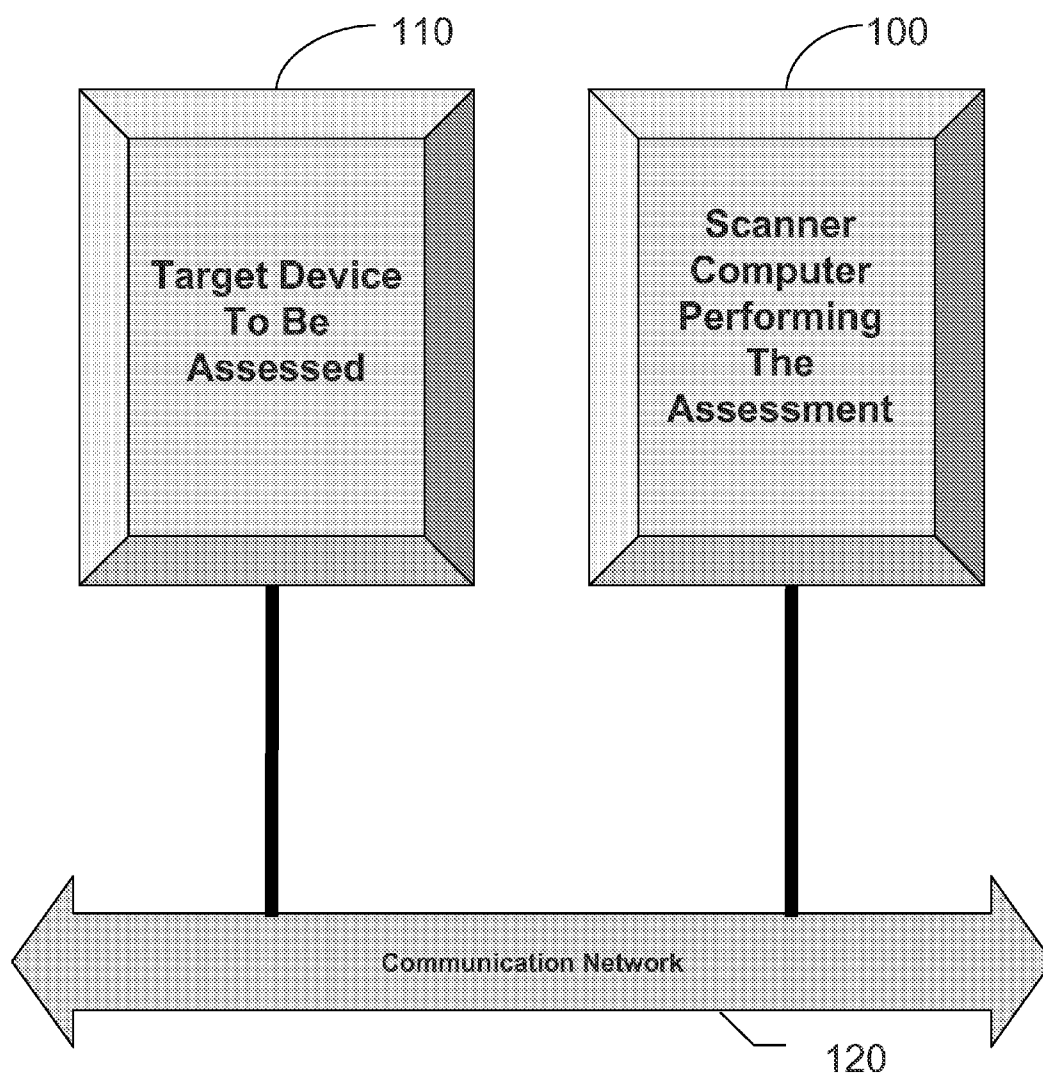 110
100
Target Device
To Be
Assessed
Scanner
Computer
Performing
The
Assessment
Communication Network
120